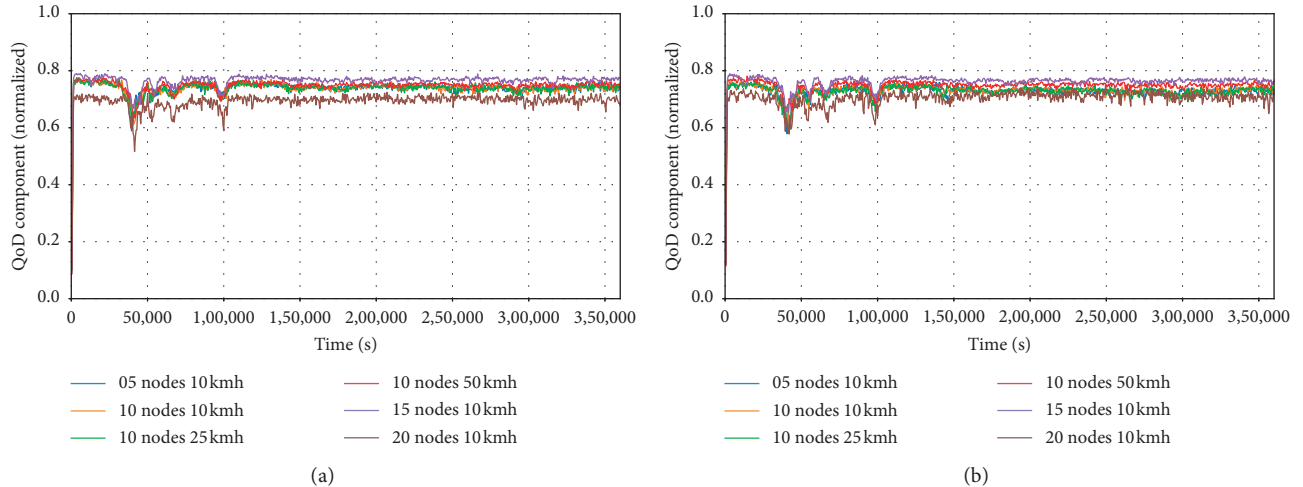 QoD component (normalized)
1.0
0.8
0.6
0.4
0.2
0.0
0 50,000 1,00,000 1,50,000 2,00,000 2,50,000 3,00,000 3,50,000
Time (s)
05 nodes 10 kmh
10 nodes 10 kmh
10 nodes 25 kmh
10 nodes 50 kmh
15 nodes 10 kmh
20 nodes 10 kmh
(a)
QoD component (normalized)
1.0
0.8
0.6
0.4
0.2
0.0
0 50,000 1,00,000 1,50,000 2,00,000 2,50,000 3,00,000 3,50,000
Time (s)
05 nodes 10 kmh
10 nodes 10 kmh
10 nodes 25 kmh
10 nodes 50 kmh
15 nodes 10 kmh
20 nodes 10 kmh
(b)